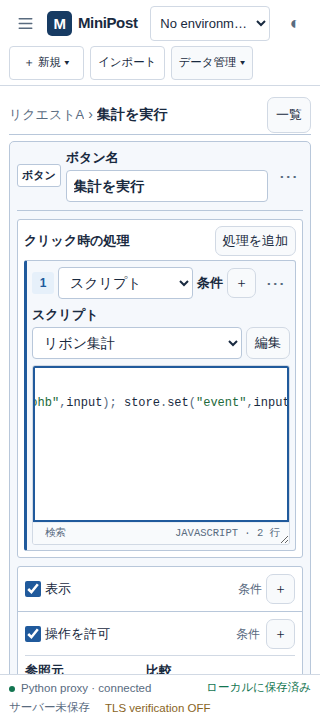 M MiniPost No environm…
＋ 新規 ▾ インポート データ管理 ▾
リクエストA › 集計を実行 一覧
ボタン ボタン名
集計を実行 ···
クリック時の処理 処理を追加
1 スクリプト 条件 ＋ ···
スクリプト
リボン集計 編集
ohb",input); store.set("event",input
検索 JAVASCRIPT · 2 行
表示 条件 ＋
操作を許可 条件 ＋
参照元 比較
Python proxy · connected ローカルに保存済み
サーバー未保存 TLS verification OFF